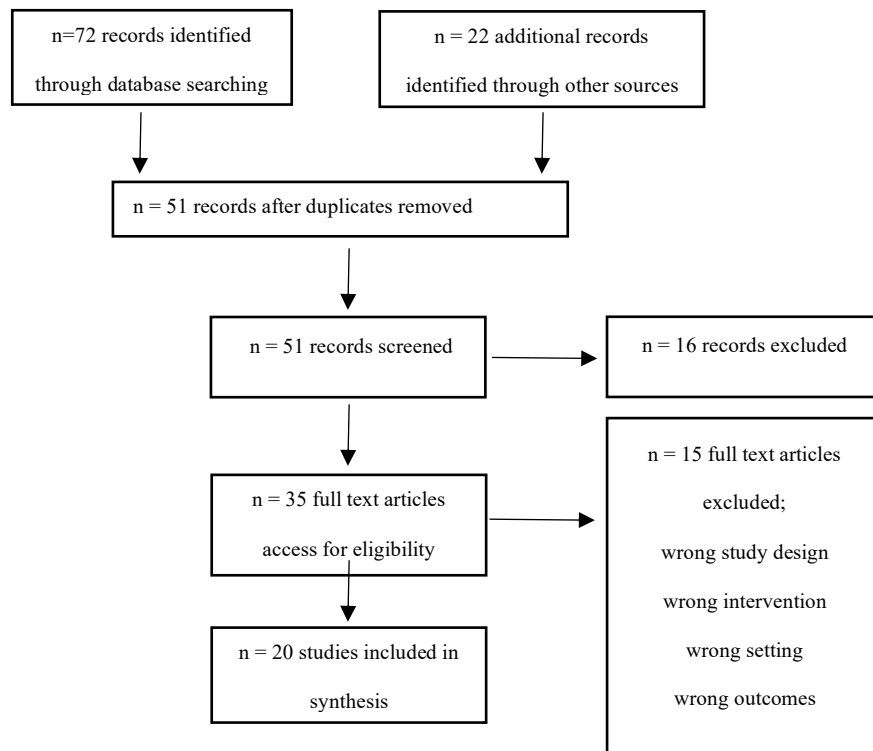 n=72 records identified
through database searching
n = 22 additional records
identified through other sources
n = 51 records after duplicates removed
n = 51 records screened
n = 16 records excluded
n = 35 full text articles
access for eligibility
n = 15 full text articles
excluded;
wrong study design
wrong intervention
wrong setting
wrong outcomes
n = 20 studies included in
synthesis